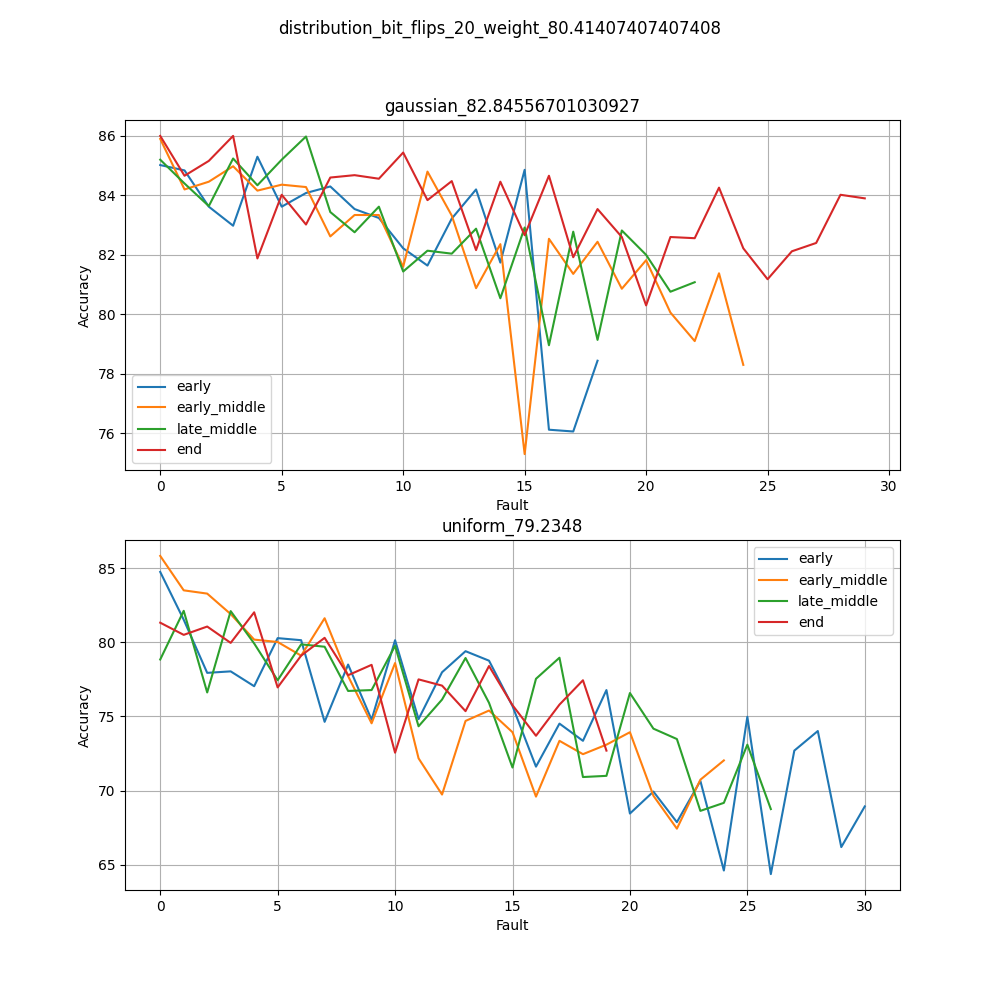 distribution_bit_flips_20_weight_80.41407407407408
gaussian_82.84556701030927
86
84
82
80
78
76
Accuracy
early
early_middle
late_middle
end
0 5 10 15 20 25 30
Fault
uniform_79.2348
85
80
75
70
65
Accuracy
early
early_middle
late_middle
end
0 5 10 15 20 25 30
Fault